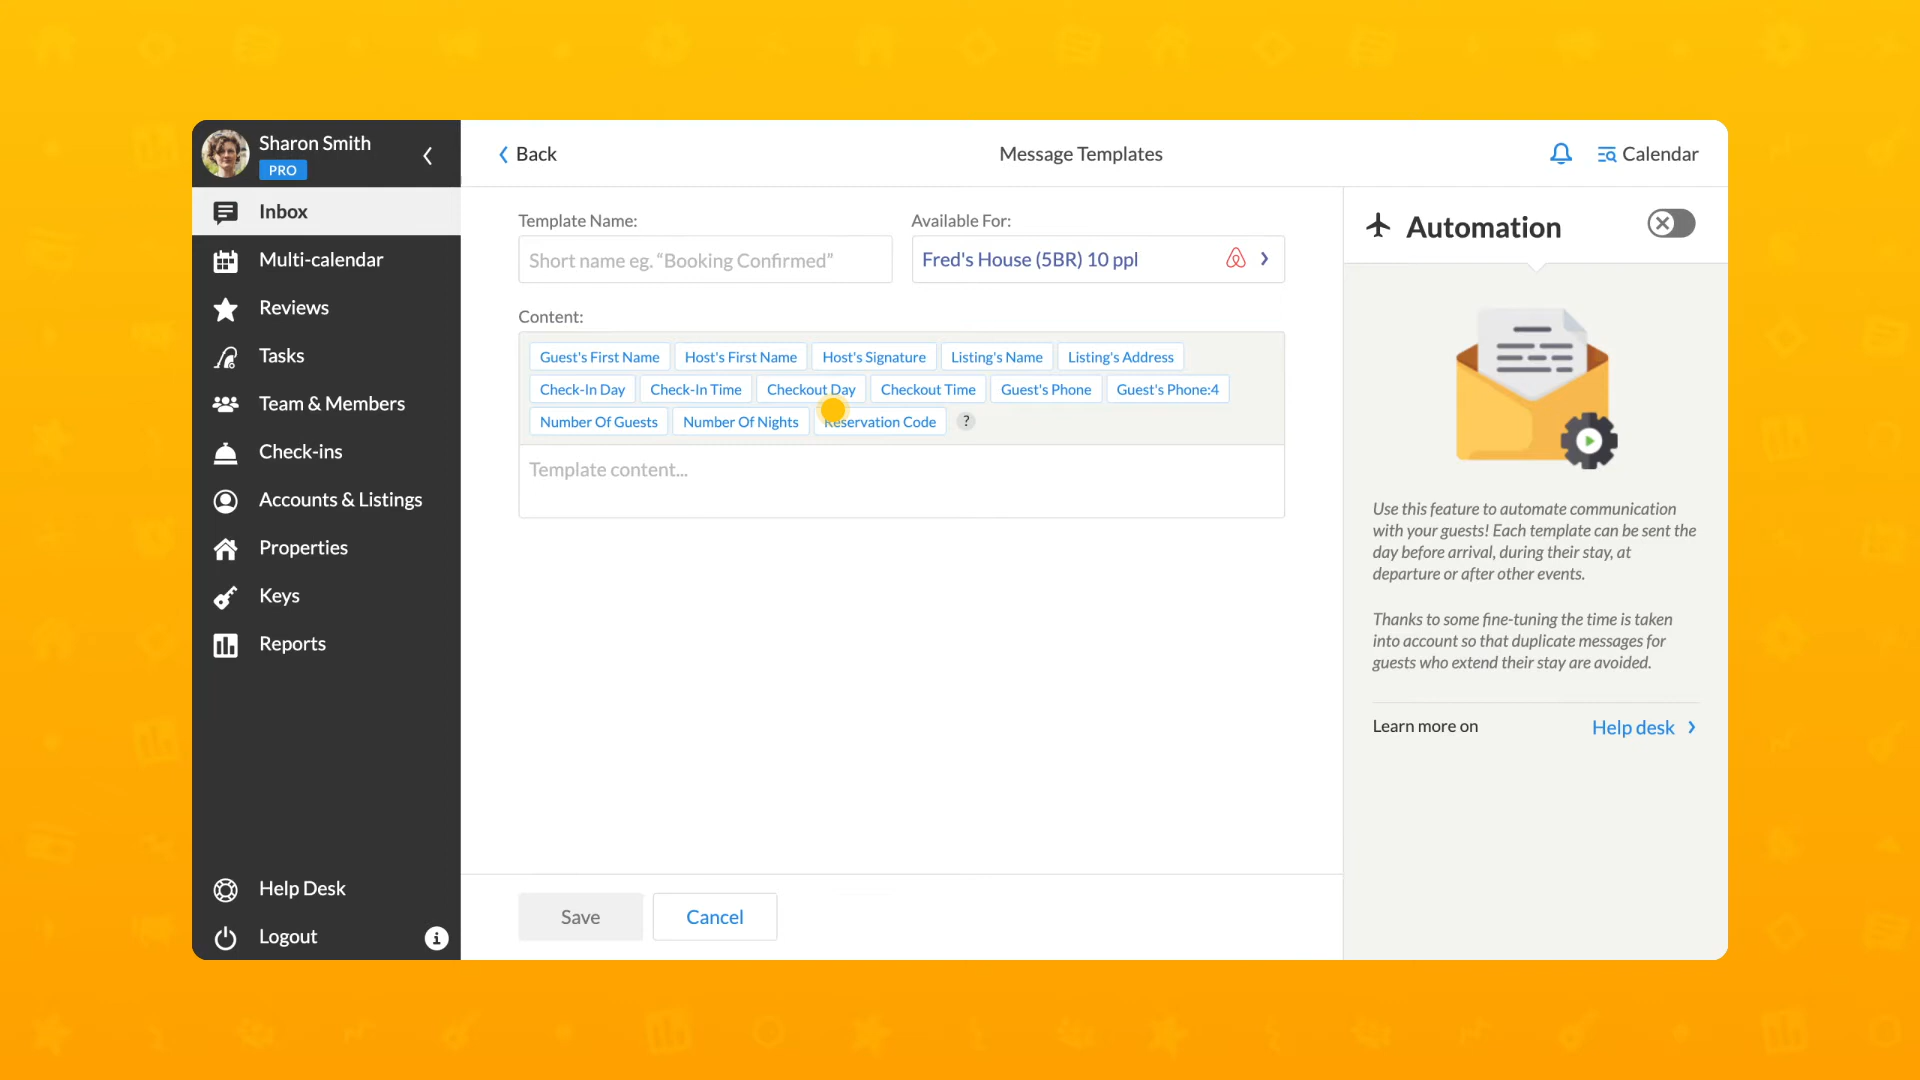 Sharon Smith
PRO
Inbox
Multi-calendar
Reviews
Tasks
Team & Members
Check-ins
Accounts & Listings
Properties
Keys
Reports
Help Desk
Logout
Back
Message Templates
Calendar
Template Name:
Short name eg. “Booking Confirmed”
Available For:
Fred's House (5BR) 10 ppl
Content:
Guest's First Name Host's First Name Host's Signature Listing's Name Listing's Address
Check-In Day Check-In Time Checkout Day Checkout Time Guest's Phone Guest's Phone:4
Number Of Guests Number Of Nights Reservation Code ?
Template content...
Save
Cancel
Automation
Use this feature to automate communication
with your guests! Each template can be sent the
day before arrival, during their stay, at
departure or after other events.
Thanks to some fine-tuning the time is taken
into account so that duplicate messages for
guests who extend their stay are avoided.
Learn more on
Help desk